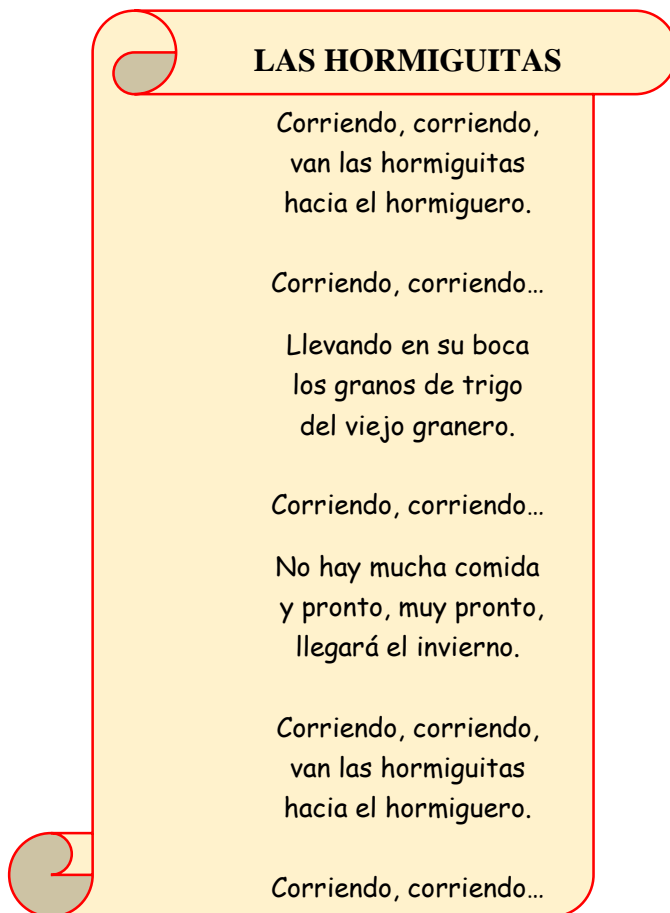 LAS HORMIGUITAS
Corriendo, corriendo,
van las hormiguitas
hacia el hormiguero.
Corriendo, corriendo…
Llevando en su boca
los granos de trigo
del viejo granero.
Corriendo, corriendo…
No hay mucha comida
y pronto, muy pronto,
llegará el invierno.
Corriendo, corriendo,
van las hormiguitas
hacia el hormiguero.
Corriendo, corriendo…